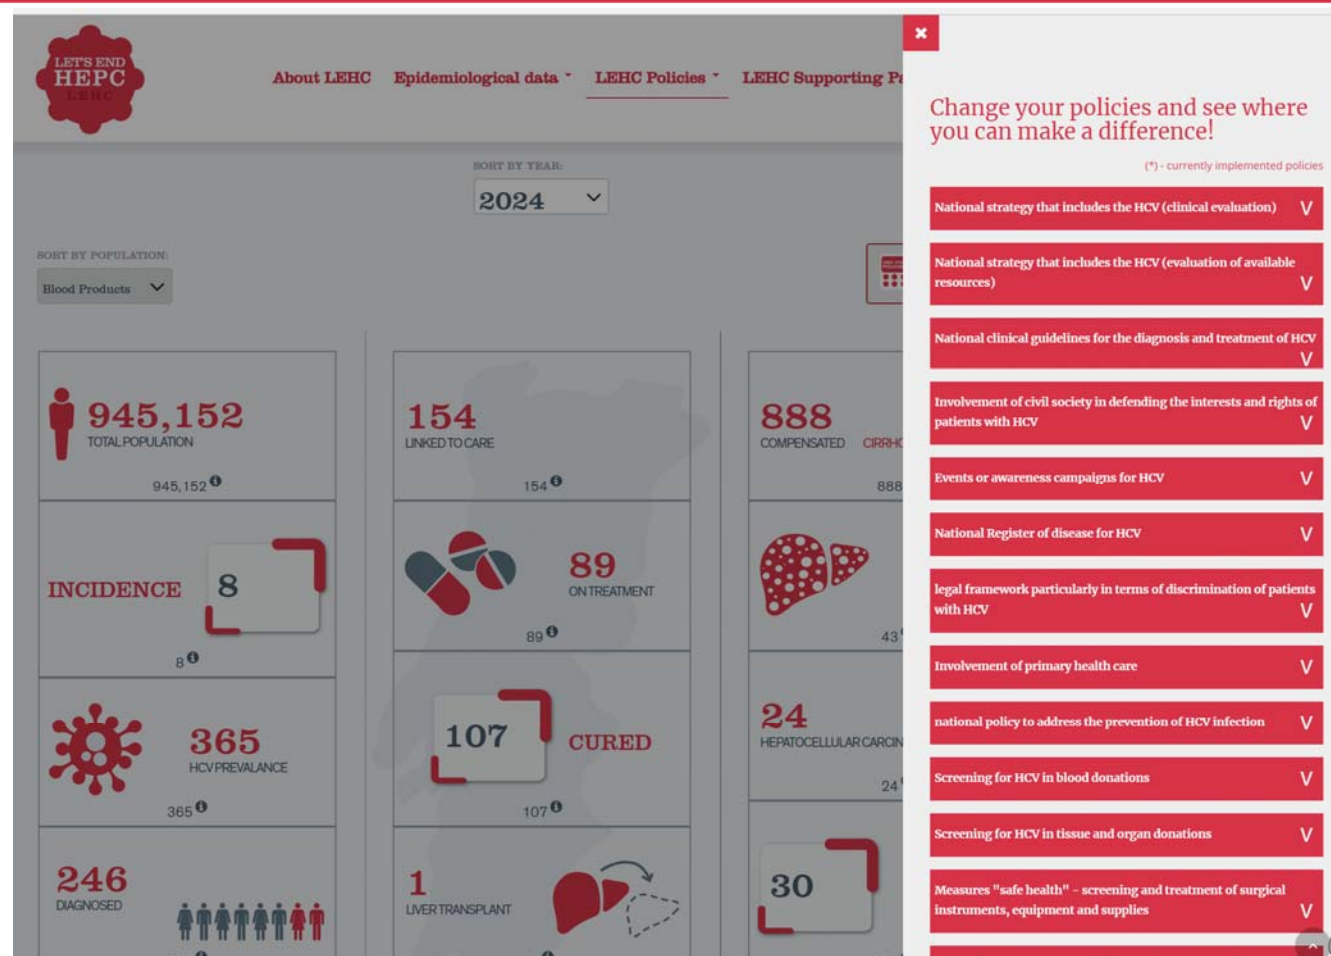 LET'S END
HEPC
LEHC
About LEHC
Epidemiological data
LEHC Policies
LEHC Supporting
SORT BY YEAR:
2024
SORT BY POPULATION:
Blood Products
945,152
TOTAL POPULATION
945,152
INCIDENCE
8
8
365
HCV PREVALANCE
365
246
DIAGNOSED
154
LINKED TO CARE
154
89
ON TREATMENT
89
107
CURED
107
1
LIVER TRANSPLANT
888
COMPENSATED
888
43
24
24
30
Change your policies and see where
you can make a difference!
(*) - currently implemented policies
National strategy that includes the HCV (clinical evaluation)
National strategy that includes the HCV (evaluation of available
resources)
National clinical guidelines for the diagnosis and treatment of HCV
Involvement of civil society in defending the interests and rights of
patients with HCV
Events or awareness campaigns for HCV
National Register of disease for HCV
legal framework particularly in terms of discrimination of patients
with HCV
Involvement of primary health care
national policy to address the prevention of HCV infection
Screening for HCV in blood donations
Screening for HCV in tissue and organ donations
Measures "safe health" - screening and treatment of surgical
instruments, equipment and supplies